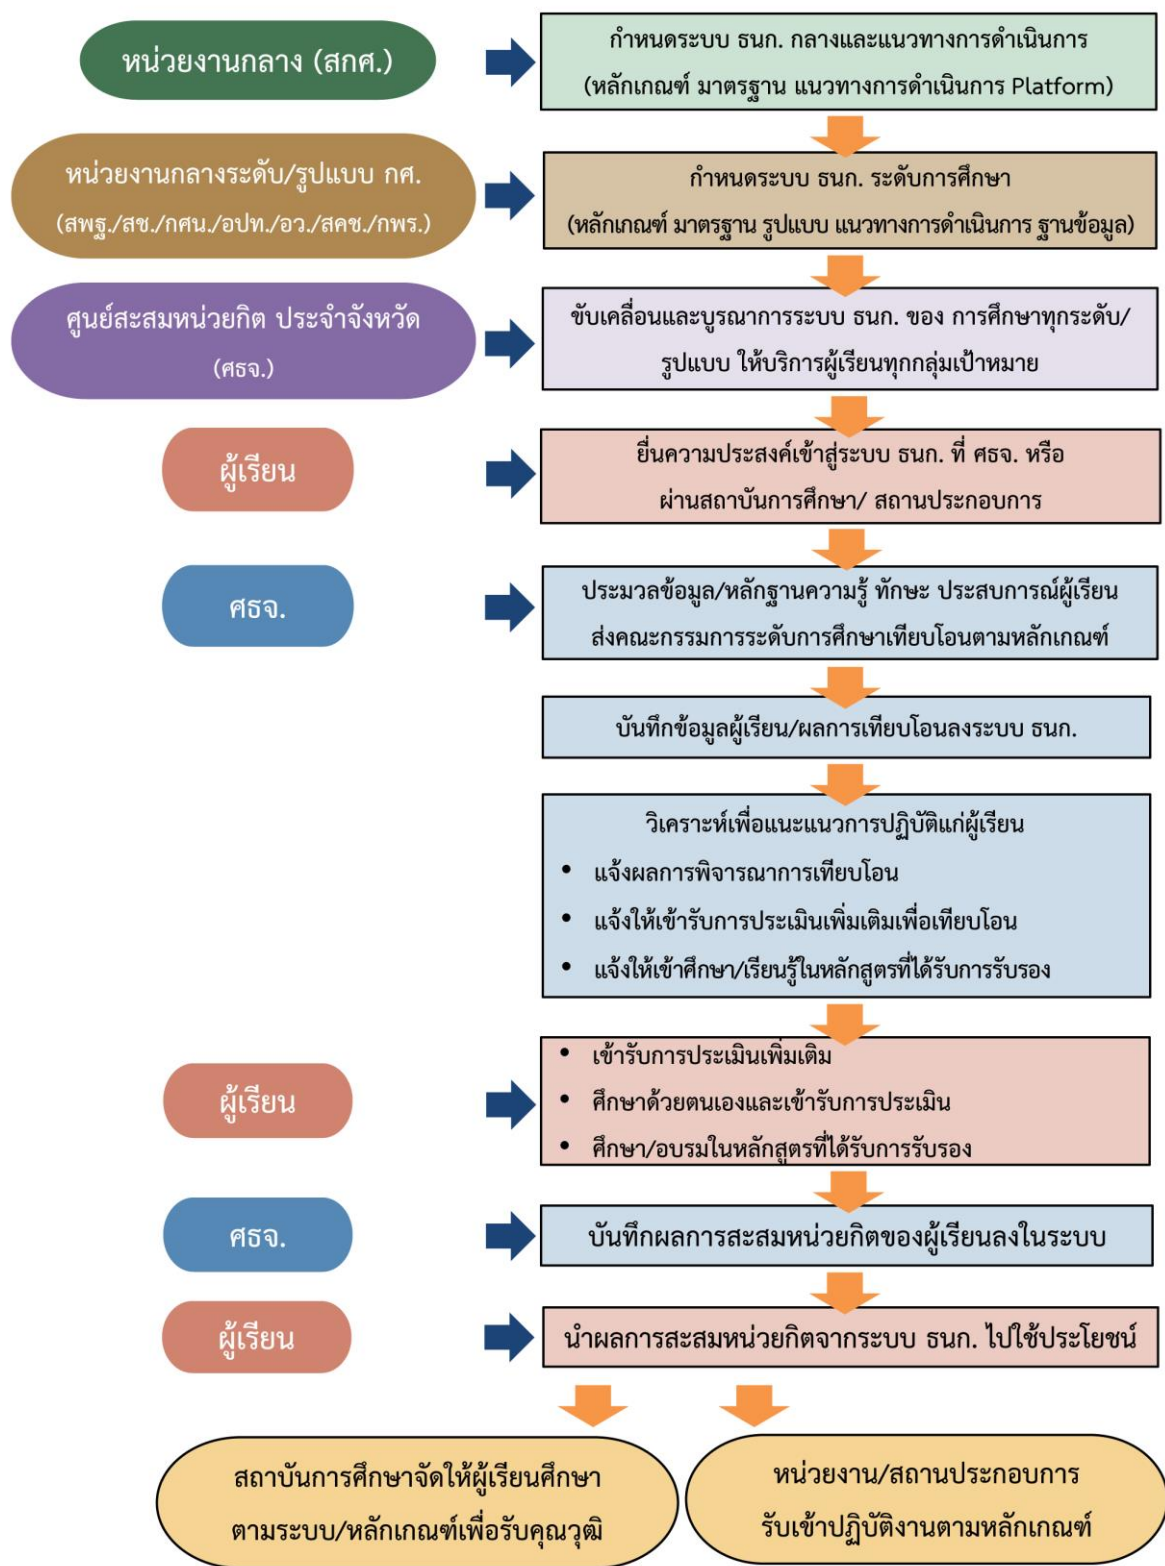 หน่วยงานกลาง (สกศ.)
กำหนดระบบ ธนก. กลางและแนวทางการดำเนินการ
(หลักเกณฑ์ มาตรฐาน แนวทางการดำเนินการ Platform)
หน่วยงานกลางระดับ/รูปแบบ กศ.
(สพฐ./สช./กศน./อปท./อว./สคช./กพร.)
กำหนดระบบ ธนก. ระดับการศึกษา
(หลักเกณฑ์ มาตรฐาน รูปแบบ แนวทางการดำเนินการ ฐานข้อมูล)
ศูนย์สะสมหน่วยกิต ประจำจังหวัด
(ศธจ.)
ขับเคลื่อนและบูรณาการระบบ ธนก. ของ การศึกษาทุกระดับ/
รูปแบบ ให้บริการผู้เรียนทุกกลุ่มเป้าหมาย
ผู้เรียน
ยื่นความประสงค์เข้าสู่ระบบ ธนก. ที่ ศธจ. หรือ
ผ่านสถาบันการศึกษา/ สถานประกอบการ
ศธจ.
ประมวลข้อมูล/หลักฐานความรู้ ทักษะ ประสบการณ์ผู้เรียน
ส่งคณะกรรมการระดับการศึกษาเทียบโอนตามหลักเกณฑ์
บันทึกข้อมูลผู้เรียน/ผลการเทียบโอนลงระบบ ธนก.
วิเคราะห์เพื่อแนะแนวการปฏิบัติแก่ผู้เรียน
• แจ้งผลการพิจารณาการเทียบโอน
• แจ้งให้เข้ารับการประเมินเพิ่มเติมเพื่อเทียบโอน
• แจ้งให้เข้าศึกษา/เรียนรู้ในหลักสูตรที่ได้รับการรับรอง
ผู้เรียน
• เข้ารับการประเมินเพิ่มเติม
• ศึกษาด้วยตนเองและเข้ารับการประเมิน
• ศึกษา/อบรมในหลักสูตรที่ได้รับการรับรอง
ศธจ.
บันทึกผลการสะสมหน่วยกิตของผู้เรียนลงในระบบ
ผู้เรียน
นำผลการสะสมหน่วยกิตจากระบบ ธนก. ไปใช้ประโยชน์
สถาบันการศึกษาจัดให้ผู้เรียนศึกษา
ตามระบบ/หลักเกณฑ์เพื่อรับคุณวุฒิ
หน่วยงาน/สถานประกอบการ
รับเข้าปฏิบัติงานตามหลักเกณฑ์